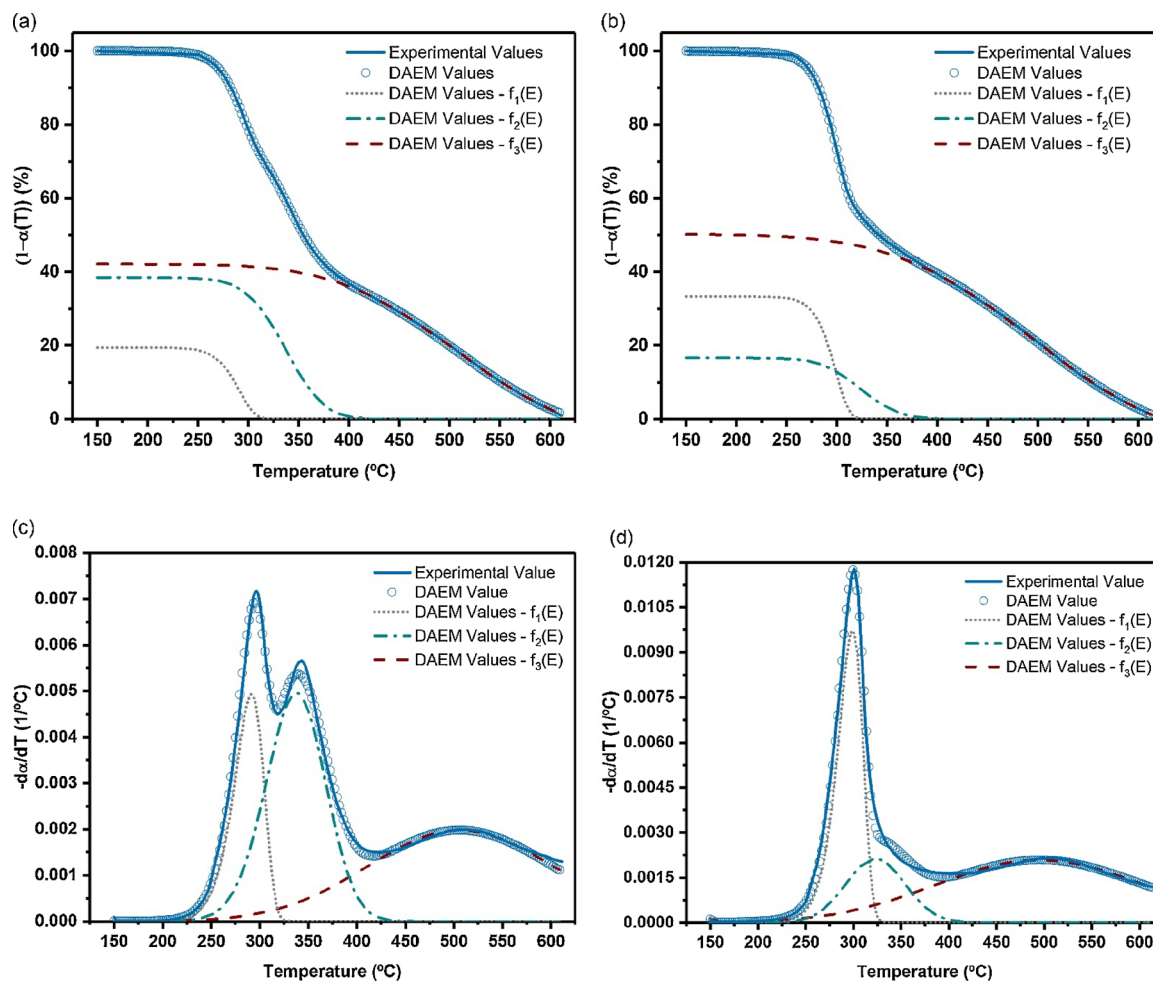 (a)
(b)
Experimental Values
DAEM Values
DAEM Values - f₁(E)
DAEM Values - f₂(E)
DAEM Values - f₃(E)
100
80
60
40
20
0
(1−α(T)) (%)
150 200 250 300 350 400 450 500 550 600
Temperature (ºC)
Experimental Values
DAEM Values
DAEM Values - f₁(E)
DAEM Values - f₂(E)
DAEM Values - f₃(E)
100
80
60
40
20
0
(1−α(T)) (%)
150 200 250 300 350 400 450 500 550 600
Temperature (ºC)
(c)
(d)
Experimental Value
DAEM Value
DAEM Values - f₁(E)
DAEM Values - f₂(E)
DAEM Values - f₃(E)
0.008
0.007
0.006
0.005
0.004
0.003
0.002
0.001
0.000
-dα/dT (1/ºC)
150 200 250 300 350 400 450 500 550 600
Temperature (ºC)
Experimental Value
DAEM Value
DAEM Values - f₁(E)
DAEM Values - f₂(E)
DAEM Values - f₃(E)
0.0120
0.0105
0.0090
0.0075
0.0060
0.0045
0.0030
0.0015
0.0000
-dα/dT (1/ºC)
150 200 250 300 350 400 450 500 550 600
Temperature (ºC)